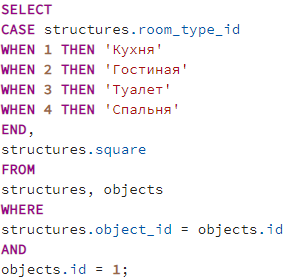 SELECT
CASE structures.room_type_id
WHEN 1 THEN 'Кухня'
WHEN 2 THEN 'Гостиная'
WHEN 3 THEN 'Туалет'
WHEN 4 THEN 'Спальня'
END,
structures.square
FROM
structures, objects
WHERE
structures.object_id = objects.id
AND
objects.id = 1;